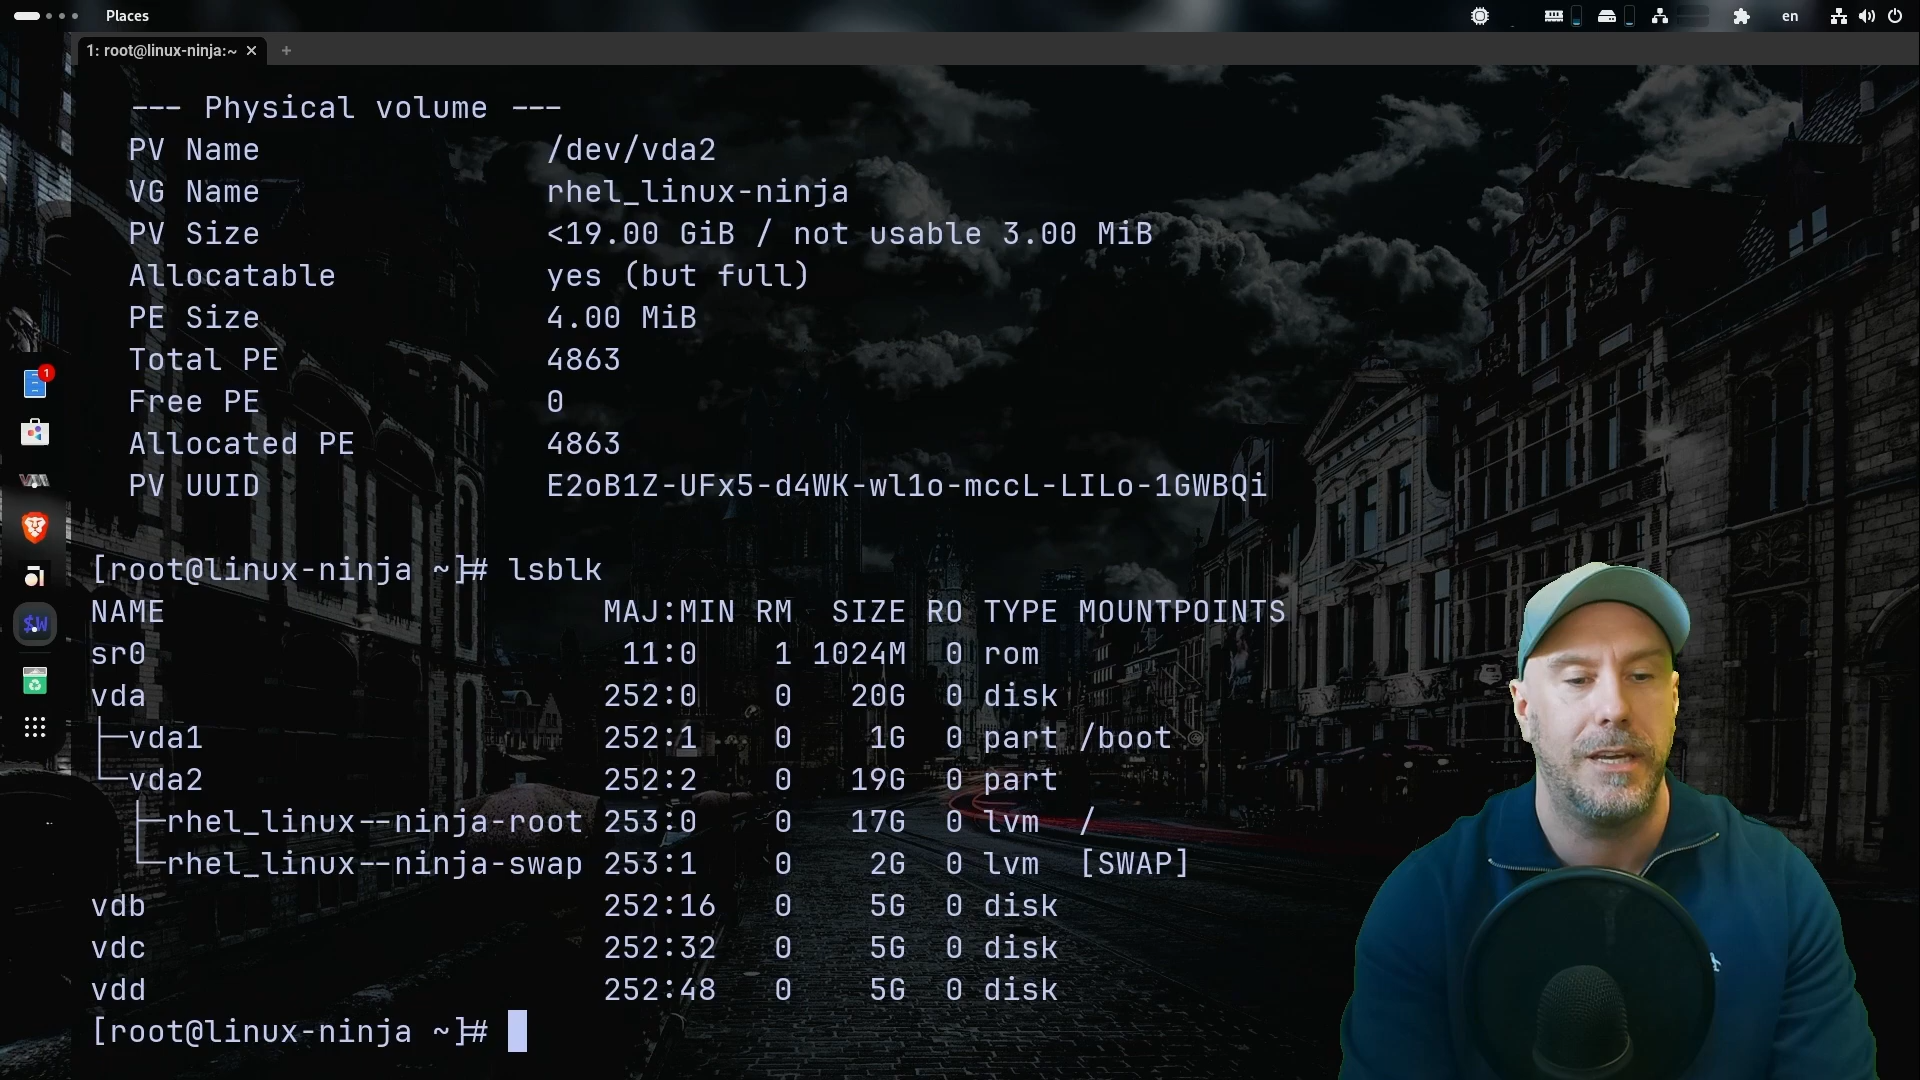 Places
en
1: root@linux-ninja:~ × +
--- Physical volume ---
PV Name /dev/vda2
VG Name rhel_linux-ninja
PV Size <19.00 GiB / not usable 3.00 MiB
Allocatable yes (but full)
PE Size 4.00 MiB
Total PE 4863
Free PE 0
Allocated PE 4863
PV UUID E2oB1Z-UFx5-d4WK-wl1o-mccL-LILo-1GWBQi
[root@linux-ninja ~]# lsblk
NAME MAJ:MIN RM SIZE RO TYPE MOUNTPOINTS
sr0 11:0 1 1024M 0 rom
vda 252:0 0 20G 0 disk
├─vda1 252:1 0 1G 0 part /boot
└─vda2 252:2 0 19G 0 part
├─rhel_linux--ninja-root 253:0 0 17G 0 lvm /
└─rhel_linux--ninja-swap 253:1 0 2G 0 lvm [SWAP]
vdb 252:16 0 5G 0 disk
vdc 252:32 0 5G 0 disk
vdd 252:48 0 5G 0 disk
[root@linux-ninja ~]#
1
$W